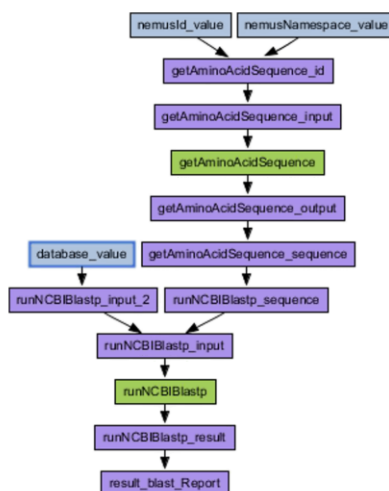 nemusId_value
nemusNamespace_value
getAminoAcidSequence_id
getAminoAcidSequence_input
getAminoAcidSequence
getAminoAcidSequence_output
database_value
getAminoAcidSequence_sequence
runNCBIBlastp_input_2
runNCBIBlastp_sequence
runNCBIBlastp_input
runNCBIBlastp
runNCBIBlastp_result
result_blast_Report